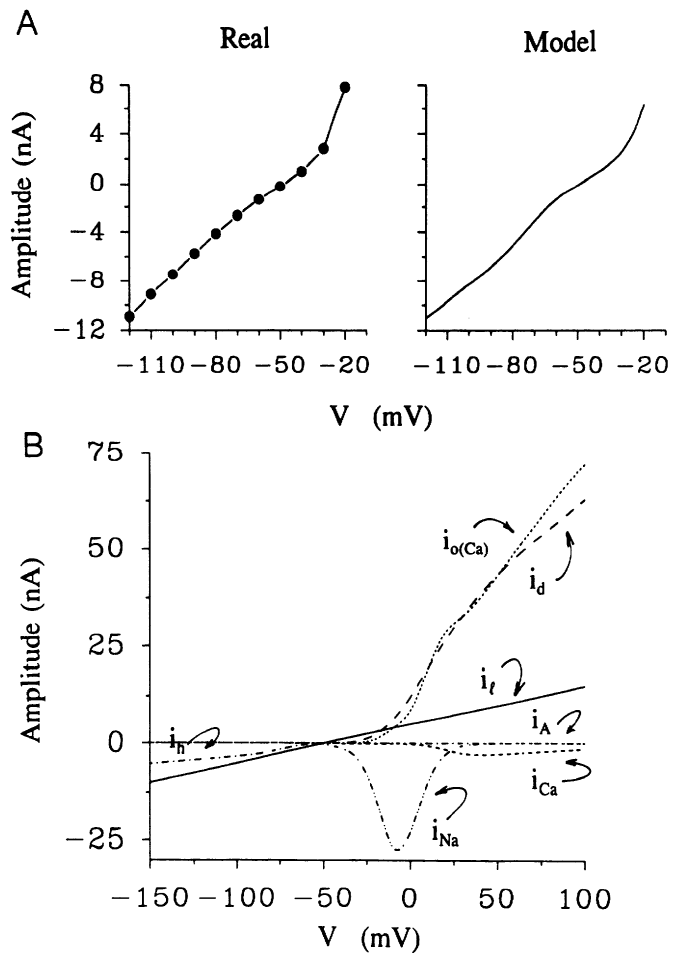 A
Real
Model
Amplitude (nA)
8
4
0
−4
−8
−12
−110 −80 −50 −20
−110 −80 −50 −20
V (mV)
B
Amplitude (nA)
75
50
25
0
−25
i_o(Ca)
i_d
i_ℓ
i_A
i_h
i_Ca
i_Na
−150 −100 −50 0 50 100
V (mV)